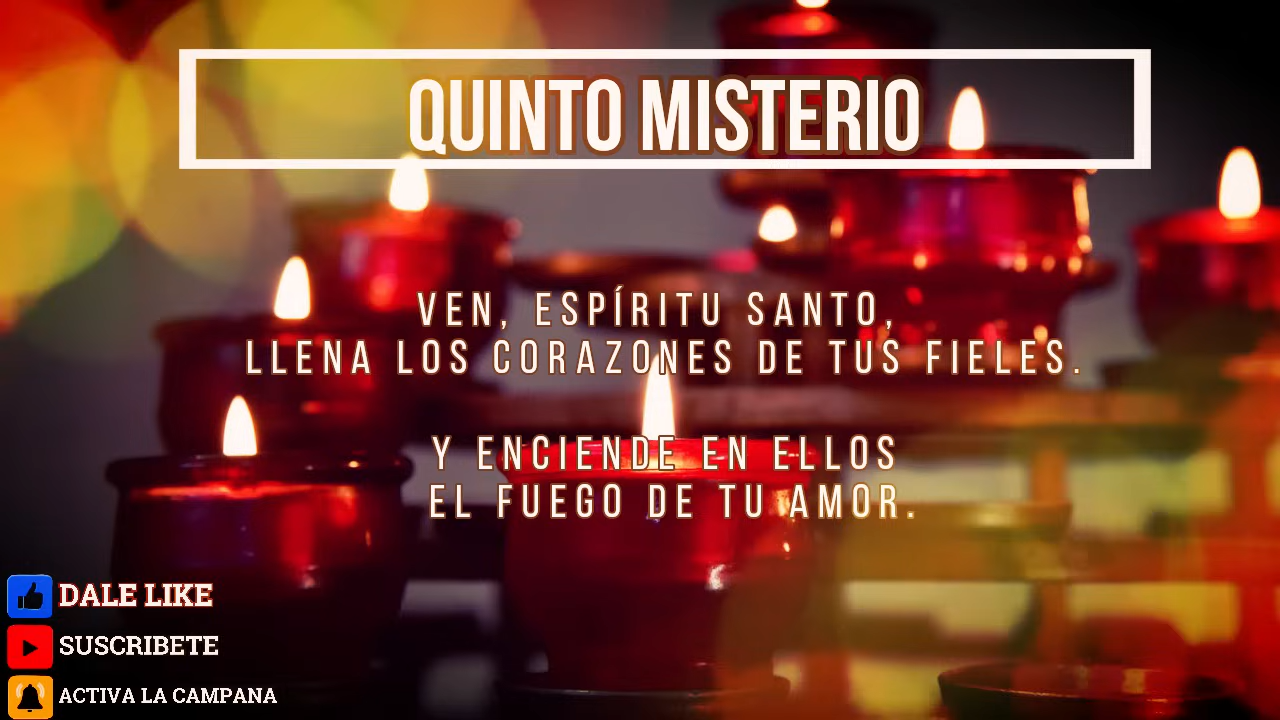 QUINTO MISTERIO
VEN, ESPÍRITU SANTO,
LLENA LOS CORAZONES DE TUS FIELES.
Y ENCIENDE EN ELLOS
EL FUEGO DE TU AMOR.
DALE LIKE
SUSCRIBETE
ACTIVA LA CAMPANA